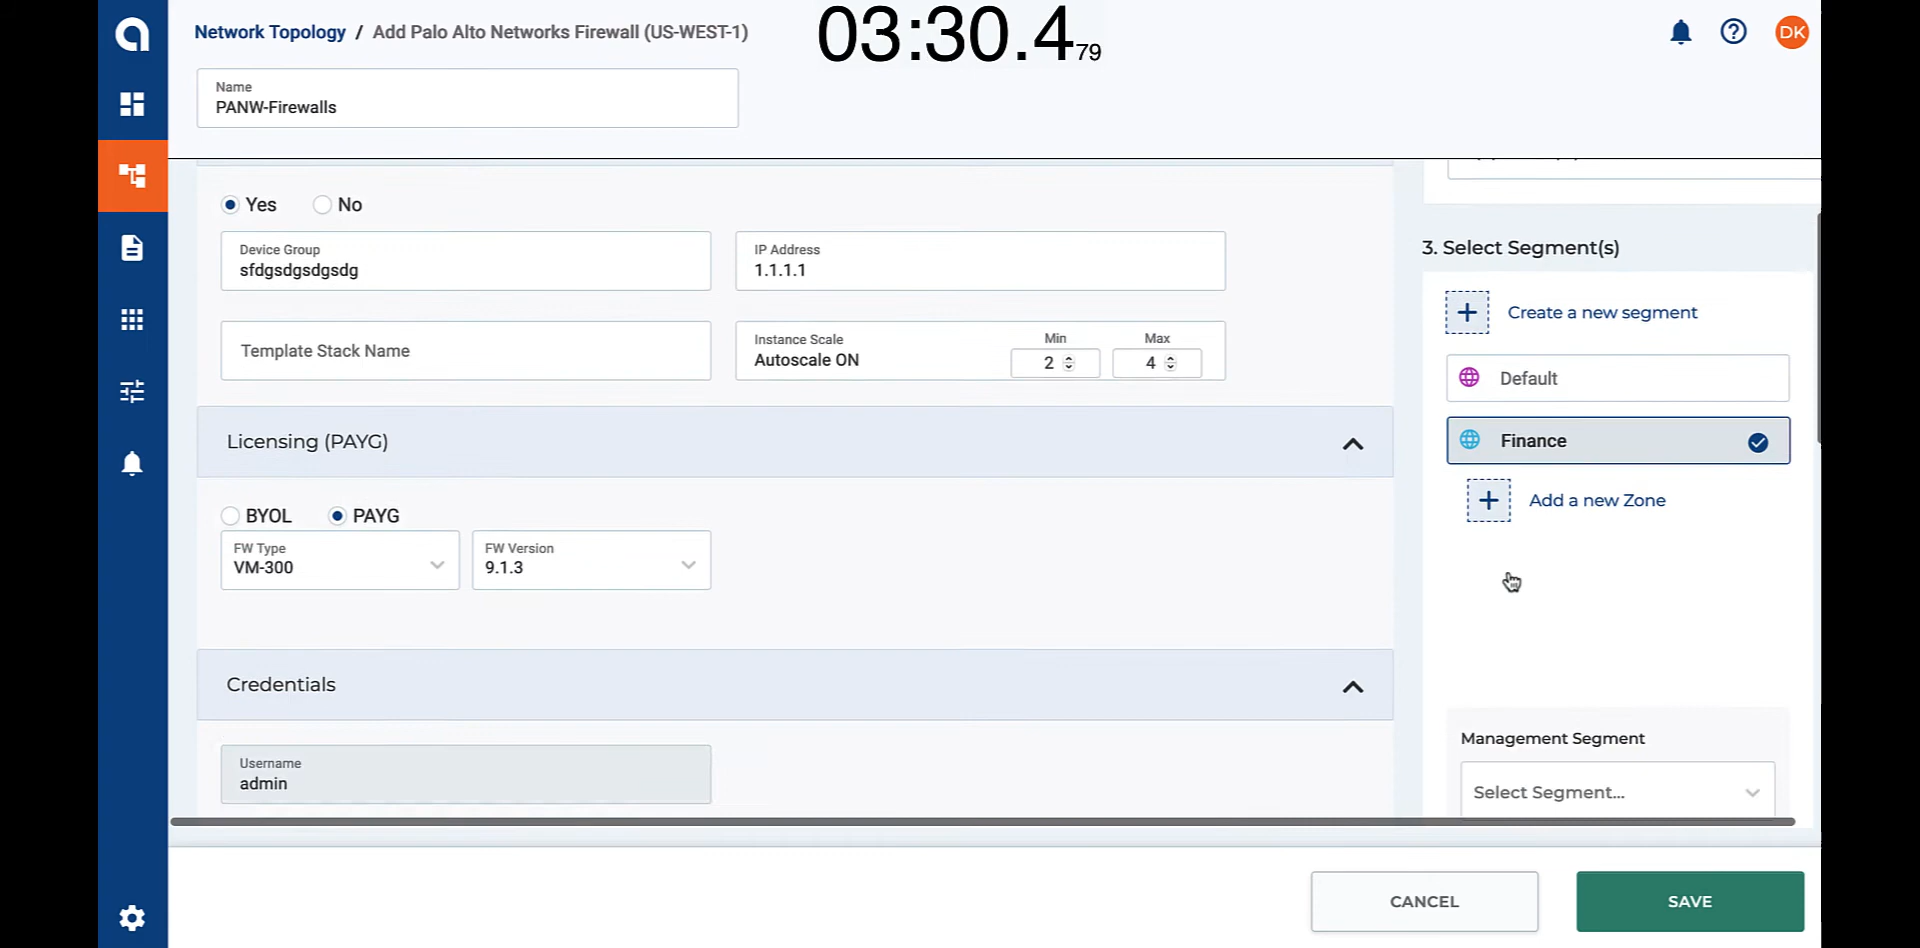 Network Topology / Add Palo Alto Networks Firewall (US-WEST-1)
03:30.479
DK
Name
PANW-Firewalls
Yes No
Device Group
sfdgsdgsdgsdg
IP Address
1.1.1.1
Template Stack Name
Instance Scale
Autoscale ON
Min
2
Max
4
Licensing (PAYG)
BYOL PAYG
FW Type
VM-300
FW Version
9.1.3
Credentials
Username
admin
3. Select Segment(s)
Create a new segment
Default
Finance
Add a new Zone
Management Segment
Select Segment...
CANCEL
SAVE